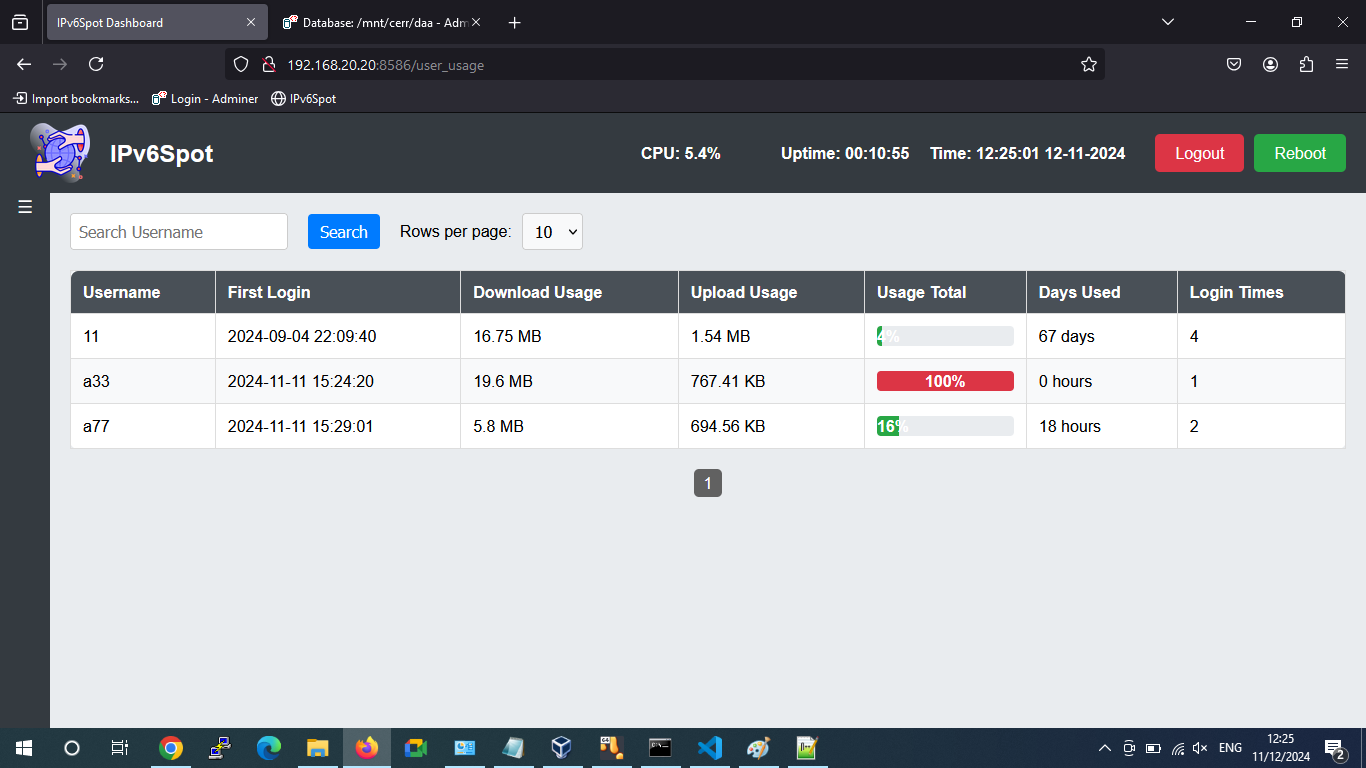 IPv6Spot Dashboard
Database: /mnt/cerr/daa - Adm
192.168.20.20:8586/user_usage
Import bookmarks... Login - Adminer IPv6Spot
IPv6Spot CPU: 5.4% Uptime: 00:10:55 Time: 12:25:01 12-11-2024 Logout Reboot
Search Username Search Rows per page: 10
Username First Login Download Usage Upload Usage Usage Total Days Used Login Times
11 2024-09-04 22:09:40 16.75 MB 1.54 MB 4% 67 days 4
a33 2024-11-11 15:24:20 19.6 MB 767.41 KB 100% 0 hours 1
a77 2024-11-11 15:29:01 5.8 MB 694.56 KB 16% 18 hours 2
1
ENG 12:25
11/12/2024 2